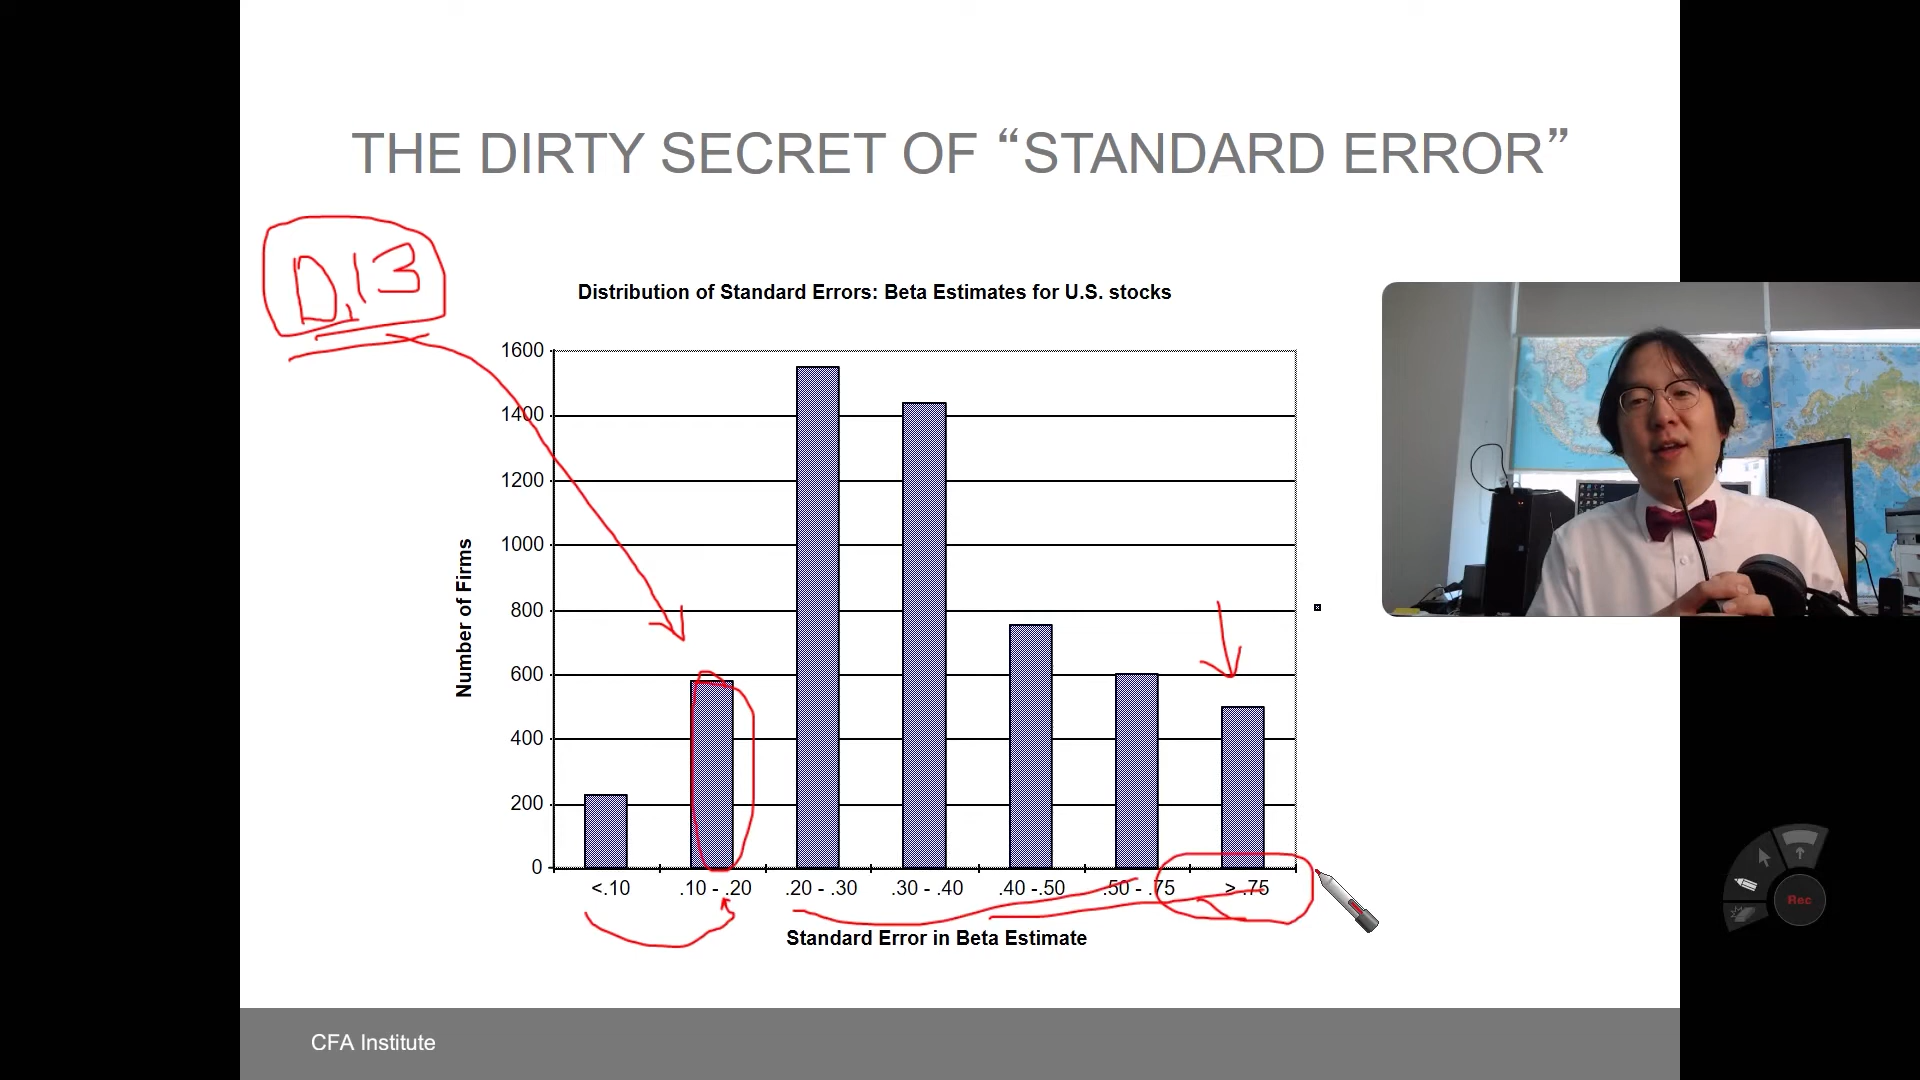 THE DIRTY SECRET OF “STANDARD ERROR”
0.13
Distribution of Standard Errors: Beta Estimates for U.S. stocks
1600
1400
1200
1000
800
600
400
200
0
Number of Firms
<.10 .10 - .20 .20 - .30 .30 - .40 .40 -.50 .50 - .75 > .75
Standard Error in Beta Estimate
Rec
CFA Institute